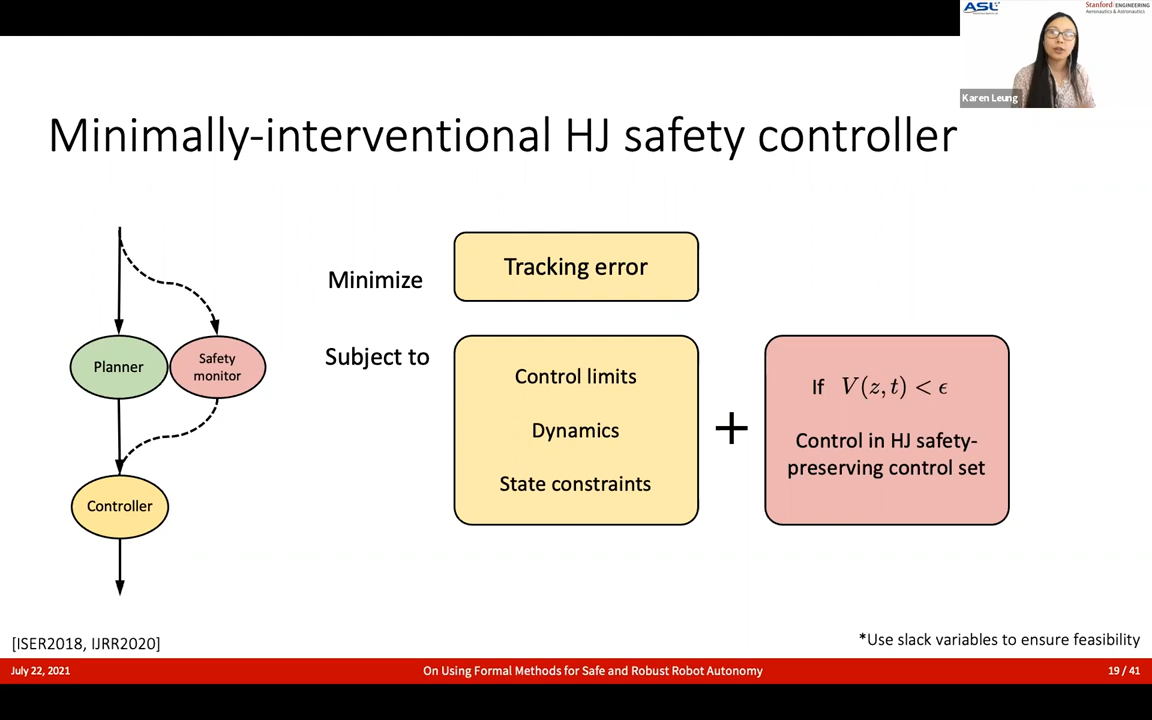 ASL
Stanford ENGINEERING
Aeronautics & Astronautics
Karen Leung
Minimally-interventional HJ safety controller
Planner
Safety
monitor
Controller
Minimize
Tracking error
Subject to
Control limits
Dynamics
State constraints
+
If V(z, t) < ϵ
Control in HJ safety-
preserving control set
[ISER2018, IJRR2020]
*Use slack variables to ensure feasibility
July 22, 2021
On Using Formal Methods for Safe and Robust Robot Autonomy
19 / 41